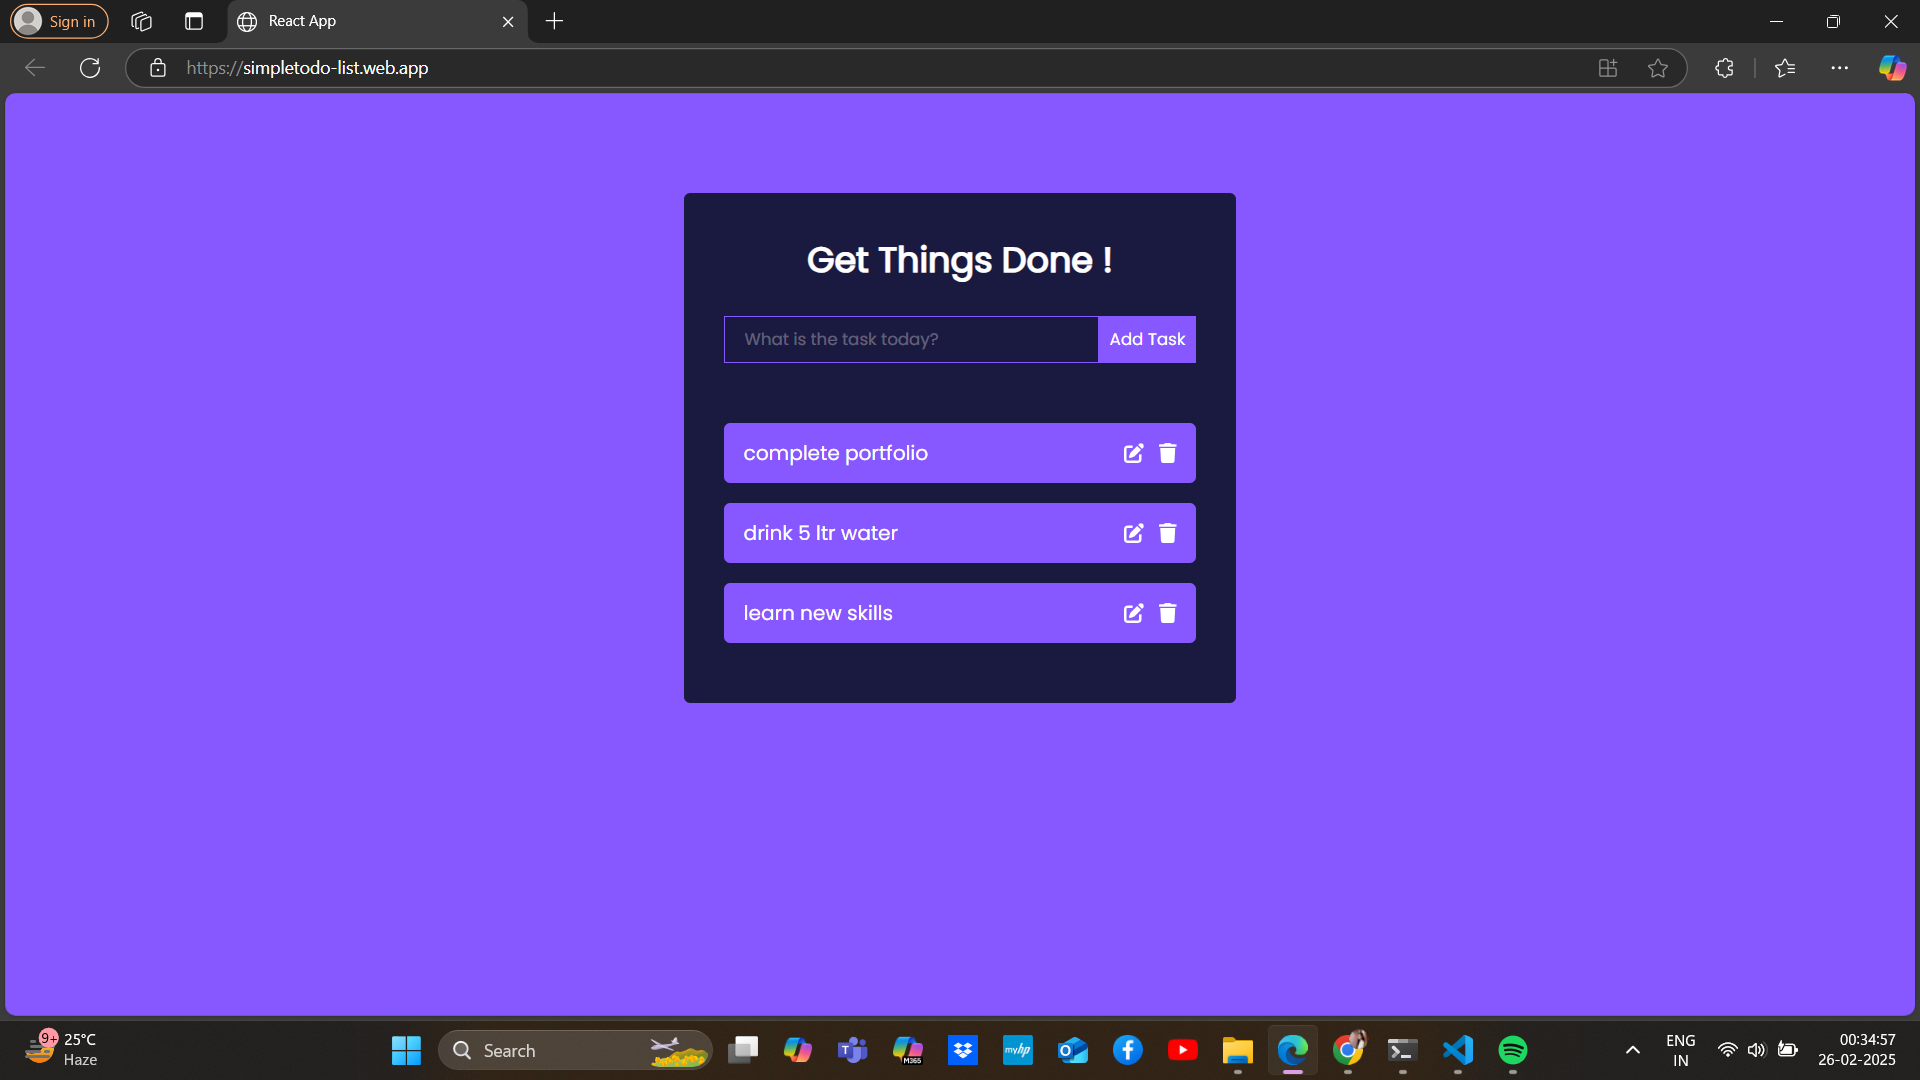 Sign in
React App
https://simpletodo-list.web.app
Get Things Done !
What is the task today?
Add Task
complete portfolio
drink 5 ltr water
learn new skills
9+
25°C
Haze
Search
M365
myhp
ENG
IN
00:34:57
26-02-2025